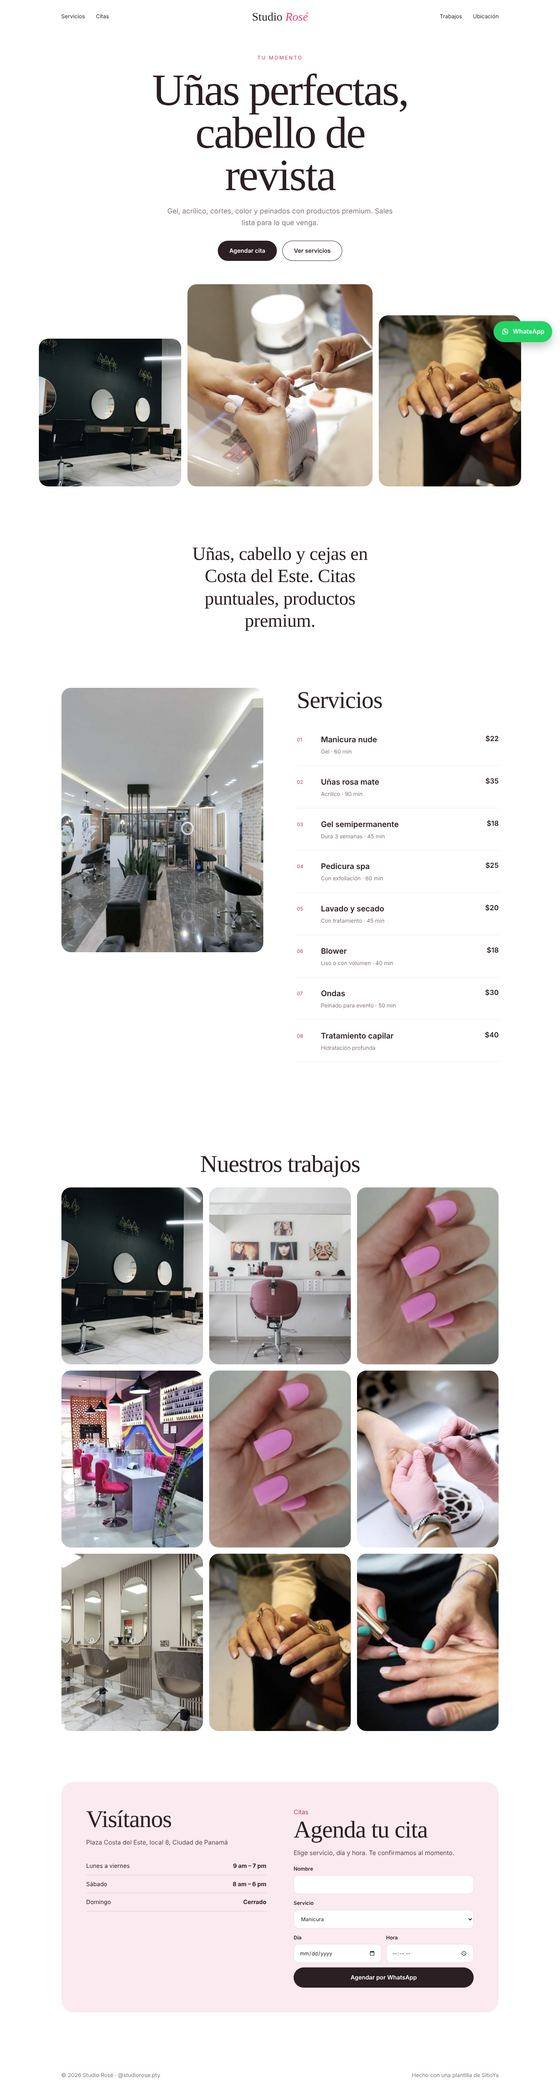 Servicios Citas Studio Rosé Trabajos Ubicación
TU MOMENTO
Uñas perfectas,
cabello de
revista
Gel, acrílico, cortes, color y peinados con productos premium. Sales
lista para lo que venga.
Agendar cita Ver servicios
WhatsApp
Uñas, cabello y cejas en
Costa del Este. Citas
puntuales, productos
premium.
Servicios
01 Manicura nude $22
Gel · 60 min
02 Uñas rosa mate $35
Acrílico · 90 min
03 Gel semipermanente $18
Dura 3 semanas · 45 min
04 Pedicura spa $25
Con exfoliación · 60 min
05 Lavado y secado $20
Con tratamiento · 45 min
06 Blower $18
Liso o con volumen · 40 min
07 Ondas $30
Peinado para evento · 50 min
08 Tratamiento capilar $40
Hidratación profunda
Nuestros trabajos
Visítanos
Plaza Costa del Este, local 8, Ciudad de Panamá
Lunes a viernes 9 am – 7 pm
Sábado 8 am – 6 pm
Domingo Cerrado
Citas
Agenda tu cita
Elige servicio, día y hora. Te confirmamos al momento.
Nombre
Servicio
Manicura
Día Hora
mm/dd/yyyy --:-- --
Agendar por WhatsApp
© 2026 Studio Rosé · @studiorose.pty Hecho con una plantilla de SitioYa